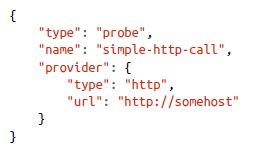 {
    "type": "probe",
    "name": "simple-http-call",
    "provider": {
        "type": "http",
        "url": "http://somehost"
    }
}